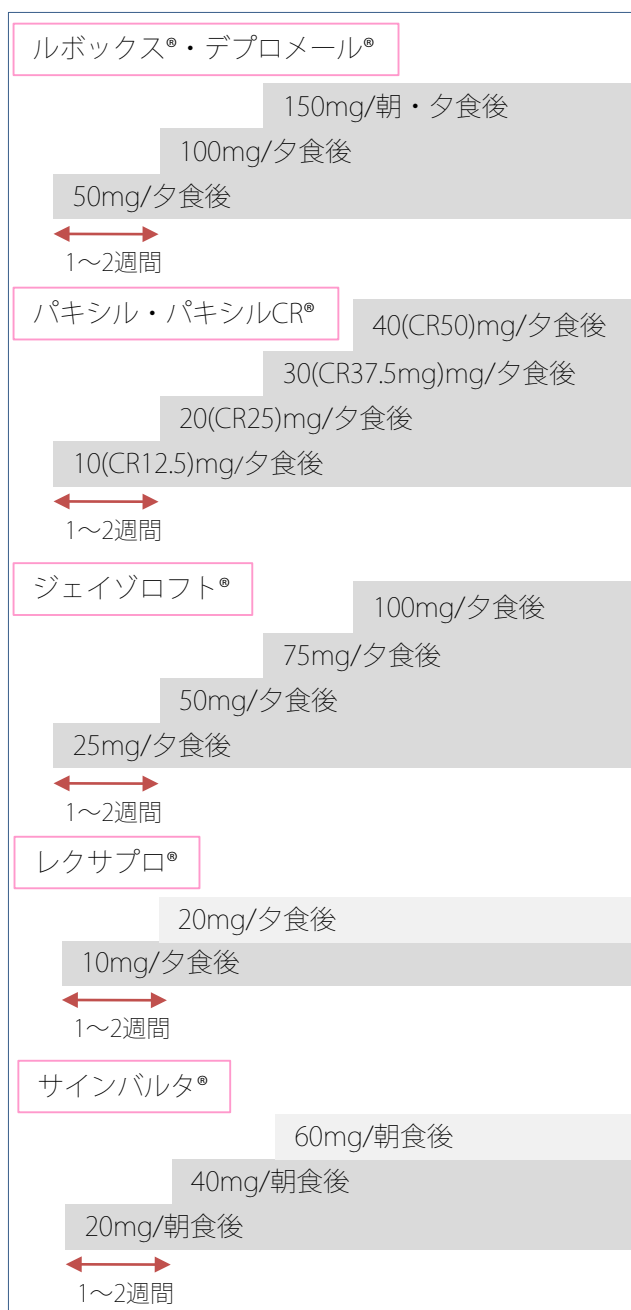 ルボックス®・デプロメール®
150mg/朝・夕食後
100mg/夕食後
50mg/夕食後
1～2週間
パキシル・パキシルCR®
40(CR50)mg/夕食後
30(CR37.5mg)mg/夕食後
20(CR25)mg/夕食後
10(CR12.5)mg/夕食後
1～2週間
ジェイゾロフト®
100mg/夕食後
75mg/夕食後
50mg/夕食後
25mg/夕食後
1～2週間
レクサプロ®
20mg/夕食後
10mg/夕食後
1～2週間
サインバルタ®
60mg/朝食後
40mg/朝食後
20mg/朝食後
1～2週間